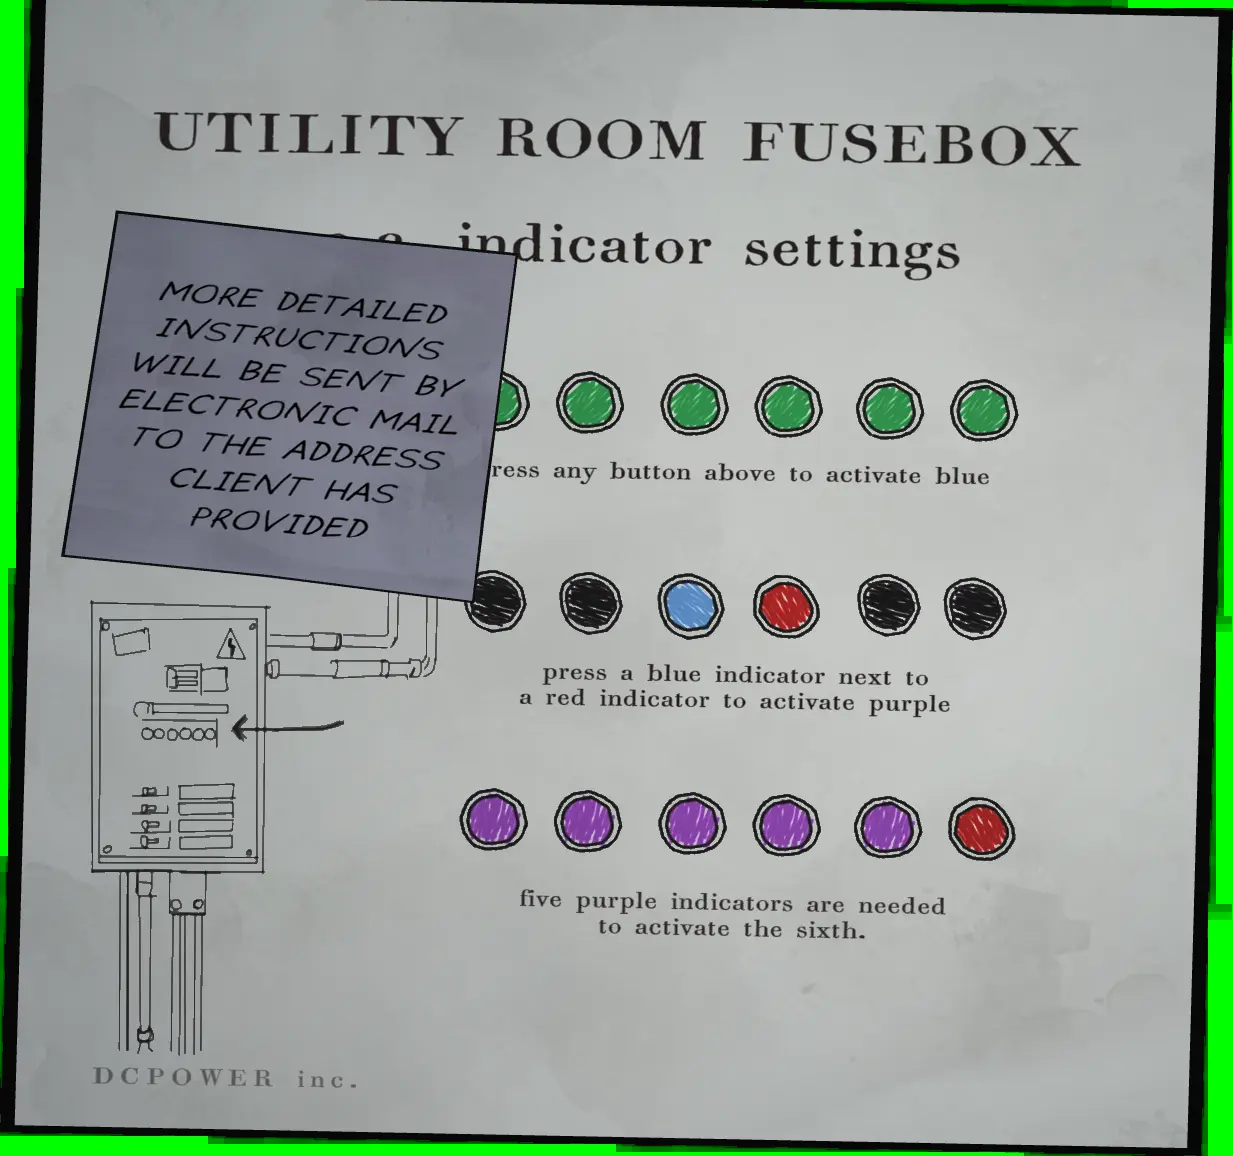 UTILITY ROOM FUSEBOX
indicator settings
MORE DETAILED
INSTRUCTIONS
WILL BE SENT BY
ELECTRONIC MAIL
TO THE ADDRESS
CLIENT HAS
PROVIDED
ress any button above to activate blue
press a blue indicator next to
a red indicator to activate purple
five purple indicators are needed
to activate the sixth.
DCPOWER inc.